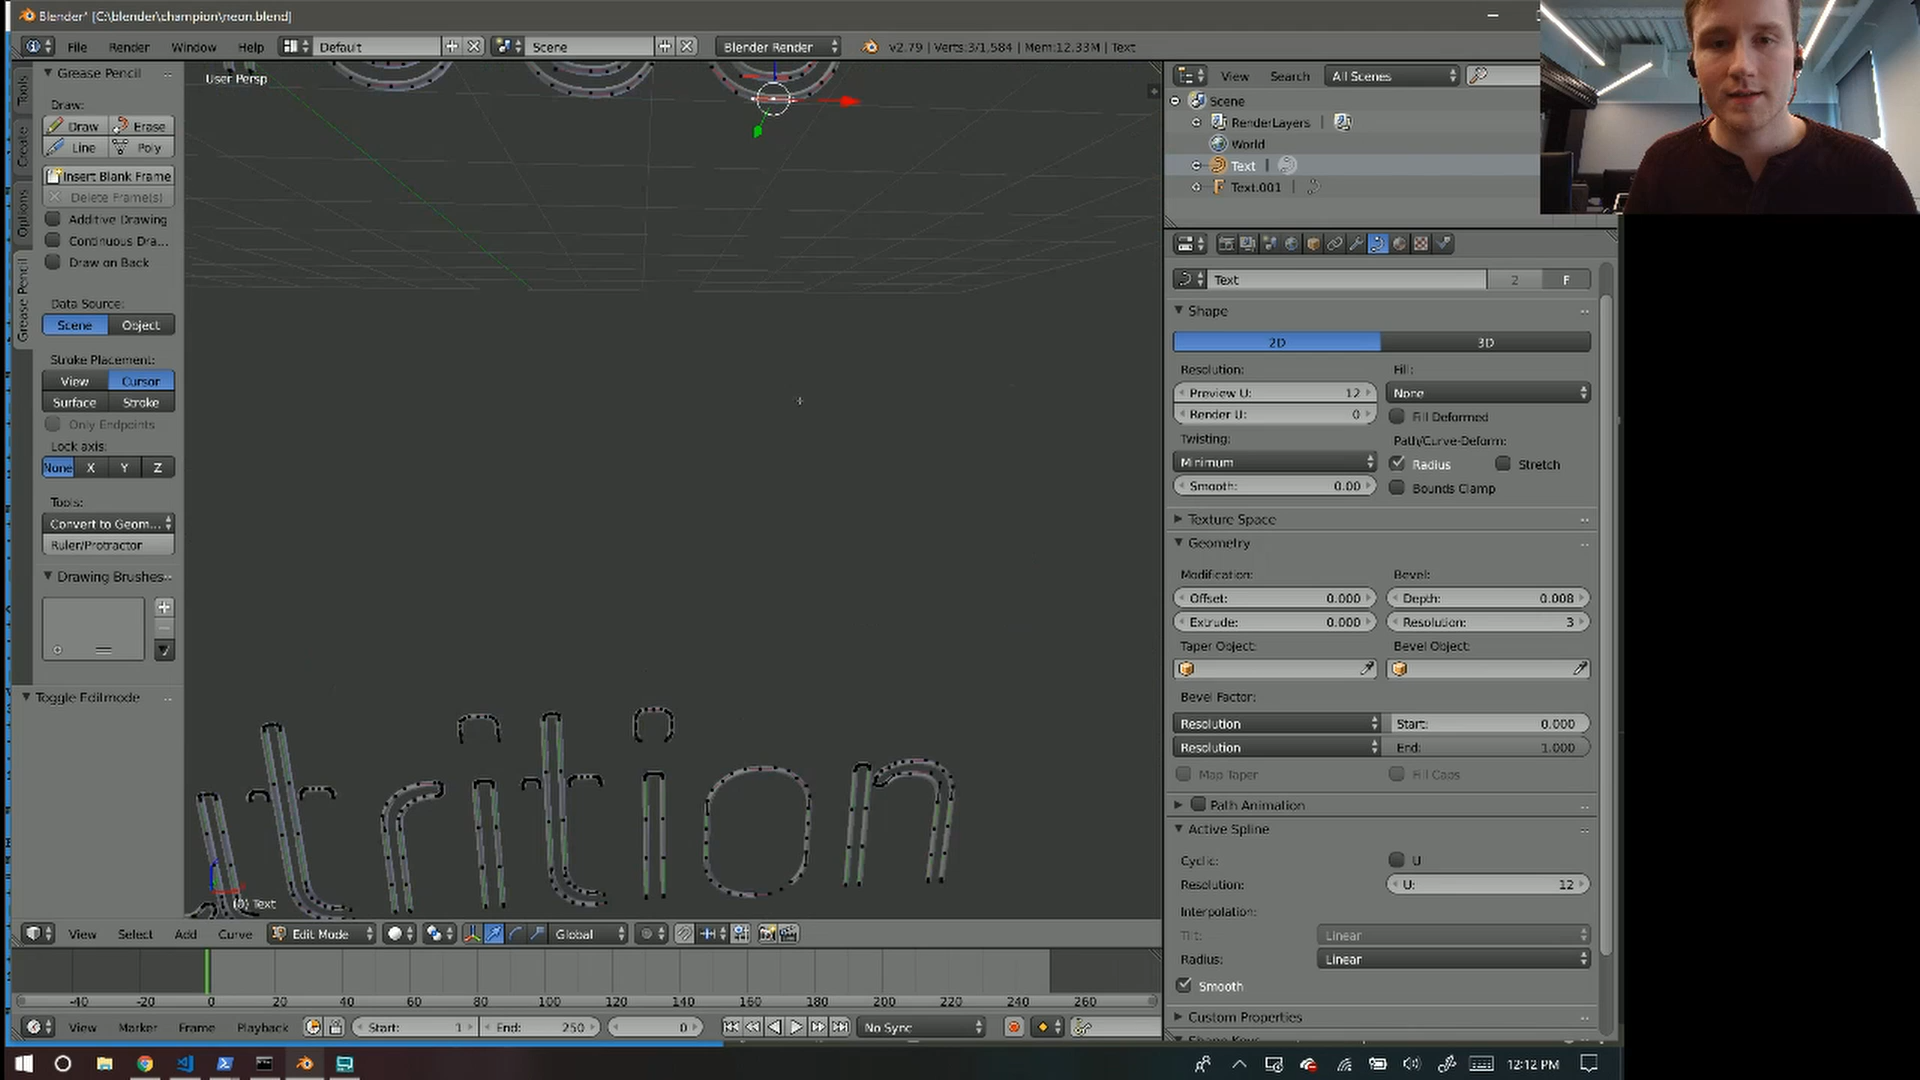 Blender* [C:\blender\champion\neon.blend]
File Render Window Help Default Scene Blender Render v2.79 | Verts:3/1,584 | Mem:12.33M | Text
Tools
Create
Options
Grease Pencil
Grease Pencil
Draw:
Draw Erase
Line Poly
Insert Blank Frame
Delete Frame(s)
Additive Drawing
Continuous Dra...
Draw on Back
Data Source:
Scene Object
Stroke Placement:
View Cursor
Surface Stroke
Only Endpoints
Lock axis:
None X Y Z
Tools:
Convert to Geom...
Ruler/Protractor
Drawing Brushes
Toggle Editmode
User Persp
utrition
(0) Text
View Select Add Curve Edit Mode Global
-40 -20 0 20 40 60 80 100 120 140 160 180 200 220 240 260
View Marker Frame Playback Start: 1 End: 250 0 No Sync
View Search All Scenes
Scene
RenderLayers
World
Text
Text.001
Text 2 F
Shape
2D 3D
Resolution: Fill:
Preview U: 12 None
Render U: 0 Fill Deformed
Twisting: Path/Curve-Deform:
Minimum Radius Stretch
Smooth: 0.00 Bounds Clamp
Texture Space
Geometry
Modification: Bevel:
Offset: 0.000 Depth: 0.008
Extrude: 0.000 Resolution: 3
Taper Object: Bevel Object:
Bevel Factor:
Resolution Start: 0.000
Resolution End: 1.000
Map Taper Fill Caps
Path Animation
Active Spline
Cyclic: U
Resolution: U: 12
Interpolation:
Tilt: Linear
Radius: Linear
Smooth
Custom Properties
12:12 PM